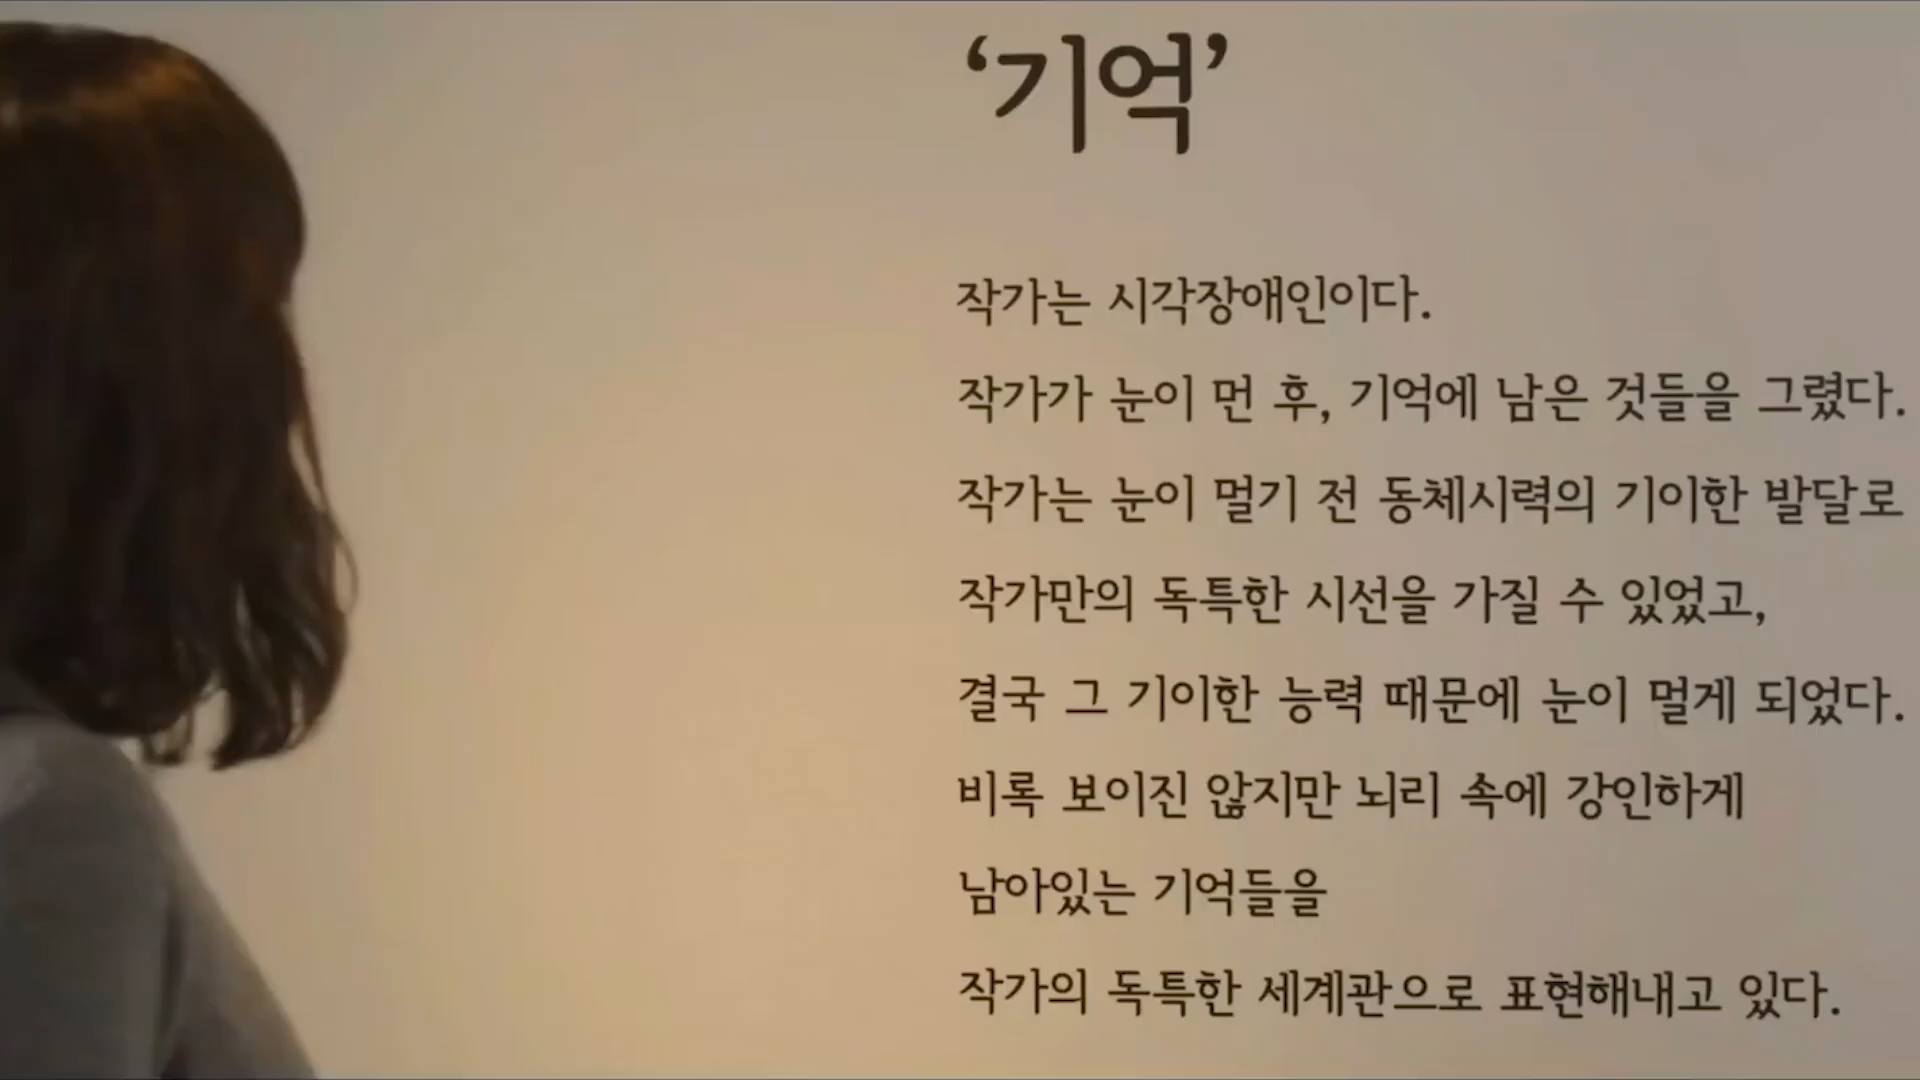 ‘기억’
작가는 시각장애인이다.
작가가 눈이 먼 후, 기억에 남은 것들을 그렸다.
작가는 눈이 멀기 전 동체시력의 기이한 발달로
작가만의 독특한 시선을 가질 수 있었고,
결국 그 기이한 능력 때문에 눈이 멀게 되었다.
비록 보이진 않지만 뇌리 속에 강인하게
남아있는 기억들을
작가의 독특한 세계관으로 표현해내고 있다.